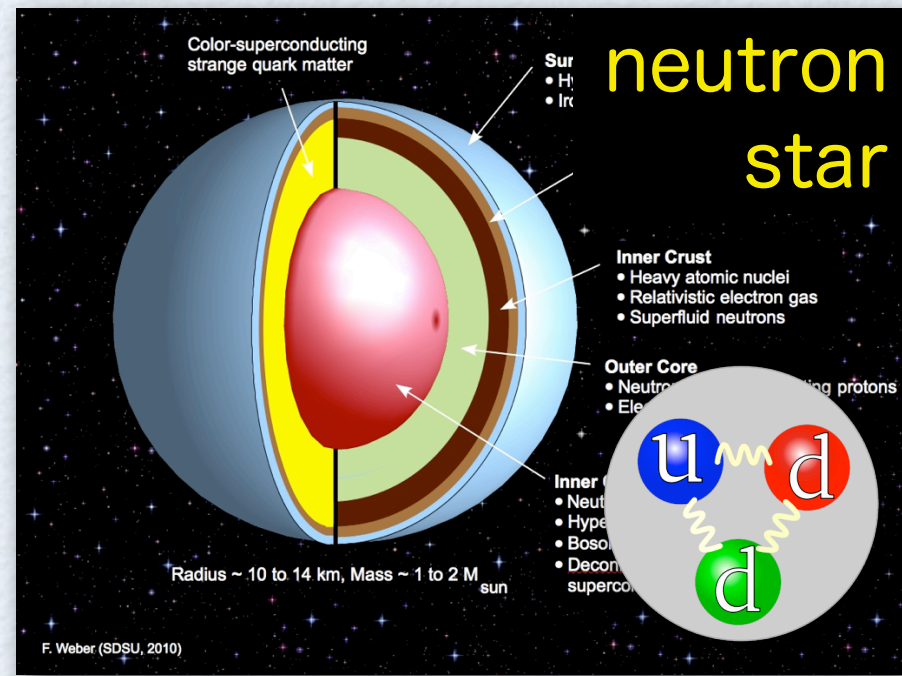 Color-superconducting
strange quark matter
neutron
star
Inner Crust
• Heavy atomic nuclei
• Relativistic electron gas
• Superfluid neutrons
Outer Core
protons
Inner
u d
d
Radius ~ 10 to 14 km, Mass ~ 1 to 2 M sun
F. Weber (SDSU, 2010)